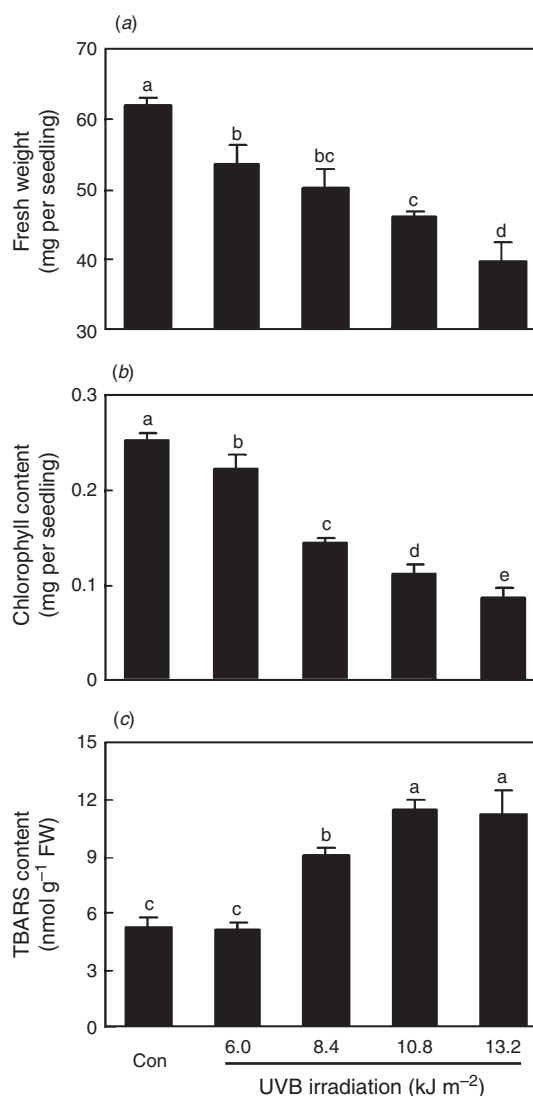 (a)
Fresh weight
(mg per seedling)
70
60
50
40
30
a
b
bc
c
d
(b)
Chlorophyll content
(mg per seedling)
0.3
0.2
0.1
0
a
b
c
d
e
(c)
TBARS content
(nmol g⁻¹ FW)
15
12
9
6
3
0
c
c
b
a
a
Con
6.0 8.4 10.8 13.2
UVB irradiation (kJ m⁻²)